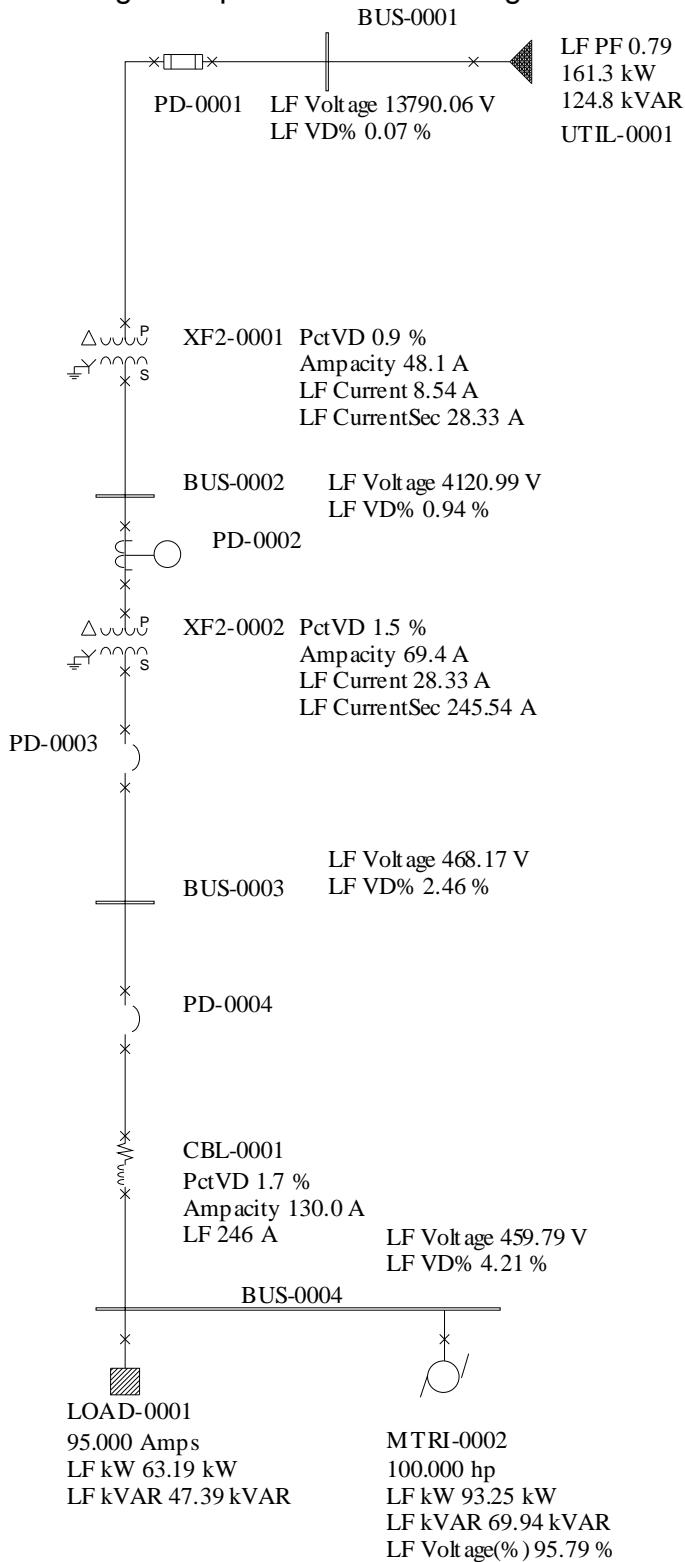 BUS-0001
LF PF 0.79
161.3 kW
124.8 kVAR
UTIL-0001
PD-0001
LF Voltage 13790.06 V
LF VD% 0.07 %
P
S
XF2-0001
PctVD 0.9 %
Ampacity 48.1 A
LF Current 8.54 A
LF CurrentSec 28.33 A
BUS-0002
LF Voltage 4120.99 V
LF VD% 0.94 %
PD-0002
P
S
XF2-0002
PctVD 1.5 %
Ampacity 69.4 A
LF Current 28.33 A
LF CurrentSec 245.54 A
PD-0003
LF Voltage 468.17 V
LF VD% 2.46 %
BUS-0003
PD-0004
CBL-0001
PctVD 1.7 %
Ampacity 130.0 A
LF 246 A
LF Voltage 459.79 V
LF VD% 4.21 %
BUS-0004
LOAD-0001
95.000 Amps
LF kW 63.19 kW
LF kVAR 47.39 kVAR
MTRI-0002
100.000 hp
LF kW 93.25 kW
LF kVAR 69.94 kVAR
LF Voltage(%) 95.79 %